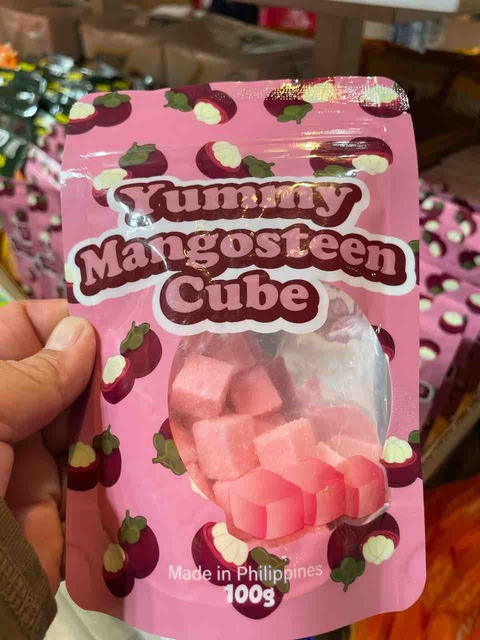 Yummy
Mangosteen
Cube
Made in Philippines
100g